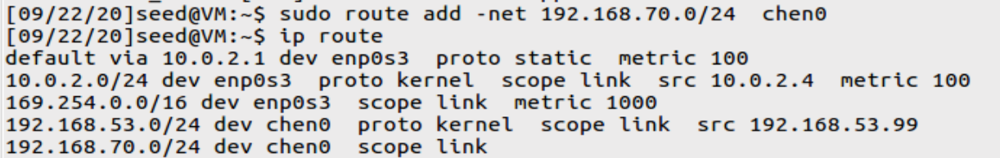 [09/22/20]seed@VM:~$ sudo route add -net 192.168.70.0/24  chen0
[09/22/20]seed@VM:~$ ip route
default via 10.0.2.1 dev enp0s3  proto static  metric 100
10.0.2.0/24 dev enp0s3  proto kernel  scope link  src 10.0.2.4  metric 100
169.254.0.0/16 dev enp0s3  scope link  metric 1000
192.168.53.0/24 dev chen0  proto kernel  scope link  src 192.168.53.99
192.168.70.0/24 dev chen0  scope link